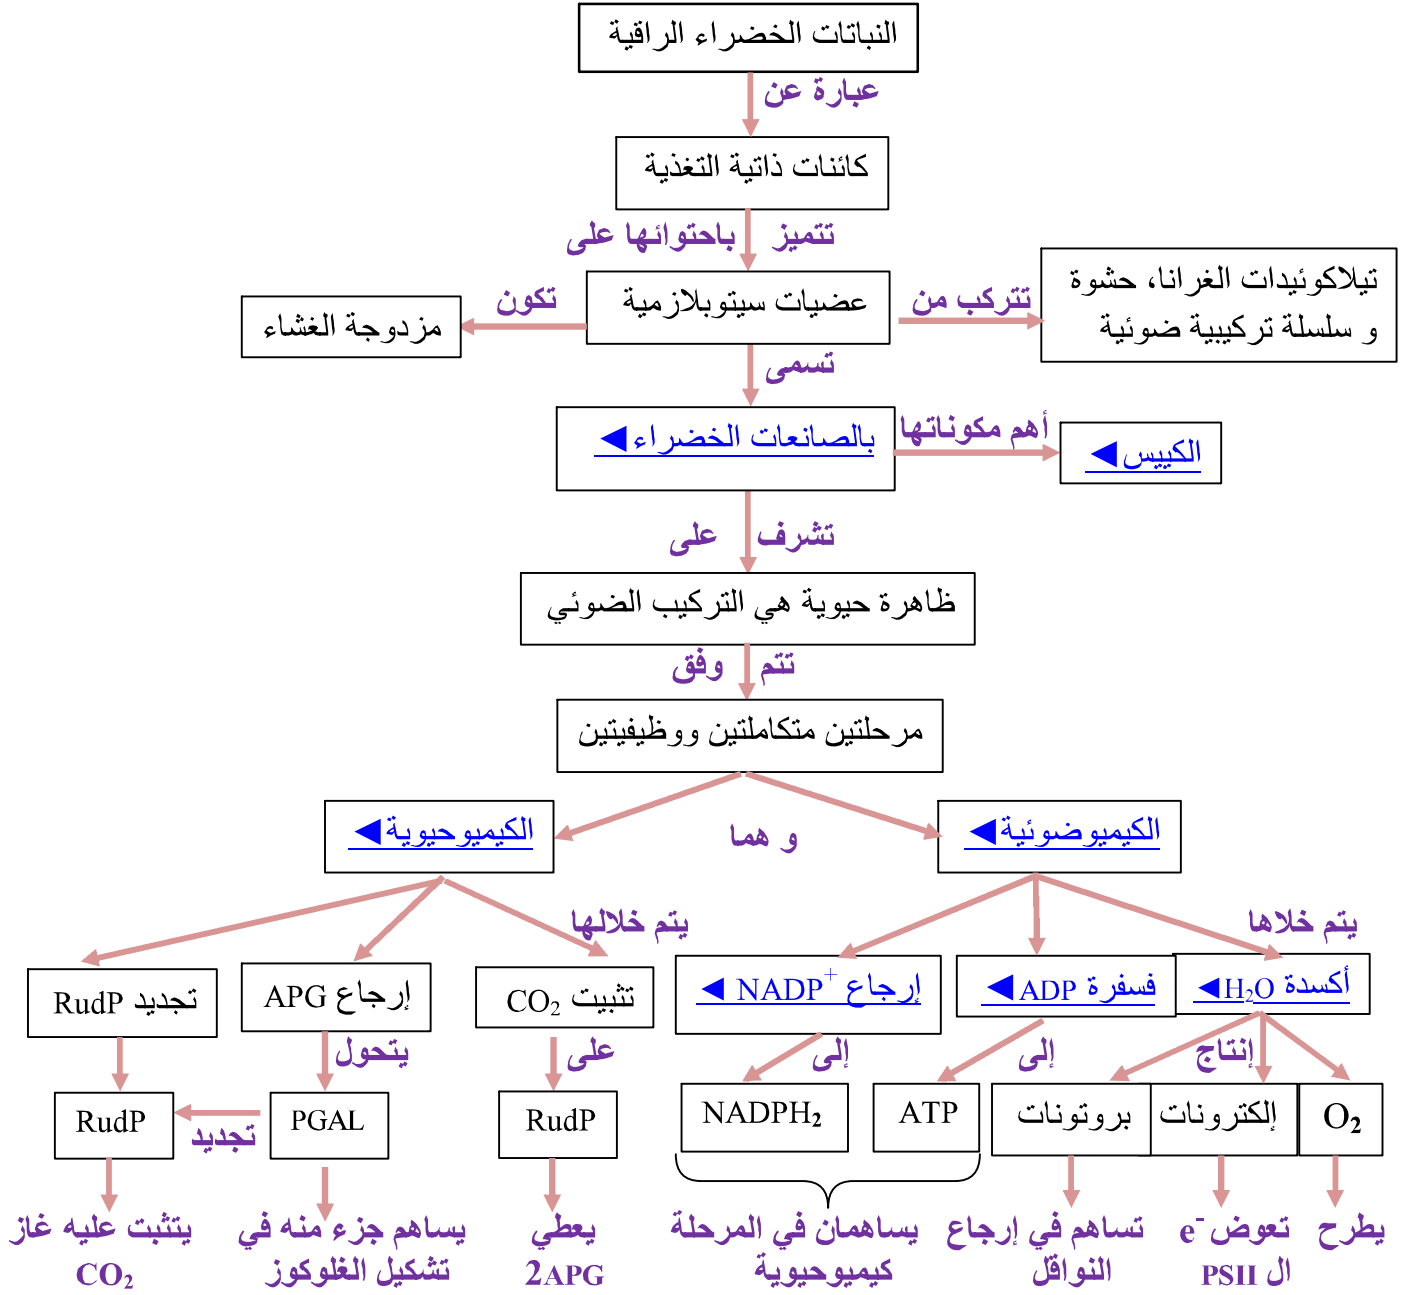 النباتات الخضراء الراقية
عبارة عن
كائنات ذاتية التغذية
تتميز باحتوائها على
تيلاكوئيدات الغرانا، حشوة
و سلسلة تركيبية ضوئية
تتركب من
عضيات سيتوبلازمية
تكون
مزدوجة الغشاء
تسمى
بالصانعات الخضراء◄
أهم مكوناتها
الكييس◄
تشرف على
ظاهرة حيوية هي التركيب الضوئي
تتم وفق
مرحلتين متكاملتين ووظيفيتين
و هما
الكيميوضوئية◄
الكيميوحيوية◄
يتم خلاها
يتم خلالها
أكسدة H₂O◄
فسفرة ADP◄
إرجاع NADP⁺ ◄
تثبيت CO₂
إرجاع APG
تجديد RudP
إنتاج
إلى
إلى
على
يتحول
O₂
إلكترونات
بروتونات
ATP
NADPH₂
RudP
PGAL
تجديد
RudP
يطرح
تعوض e⁻
ال PSII
تساهم في إرجاع
النواقل
يساهمان في المرحلة
كيميوحيوية
يعطي
2APG
يساهم جزء منه في
تشكيل الغلوكوز
يتثبت عليه غاز
CO₂